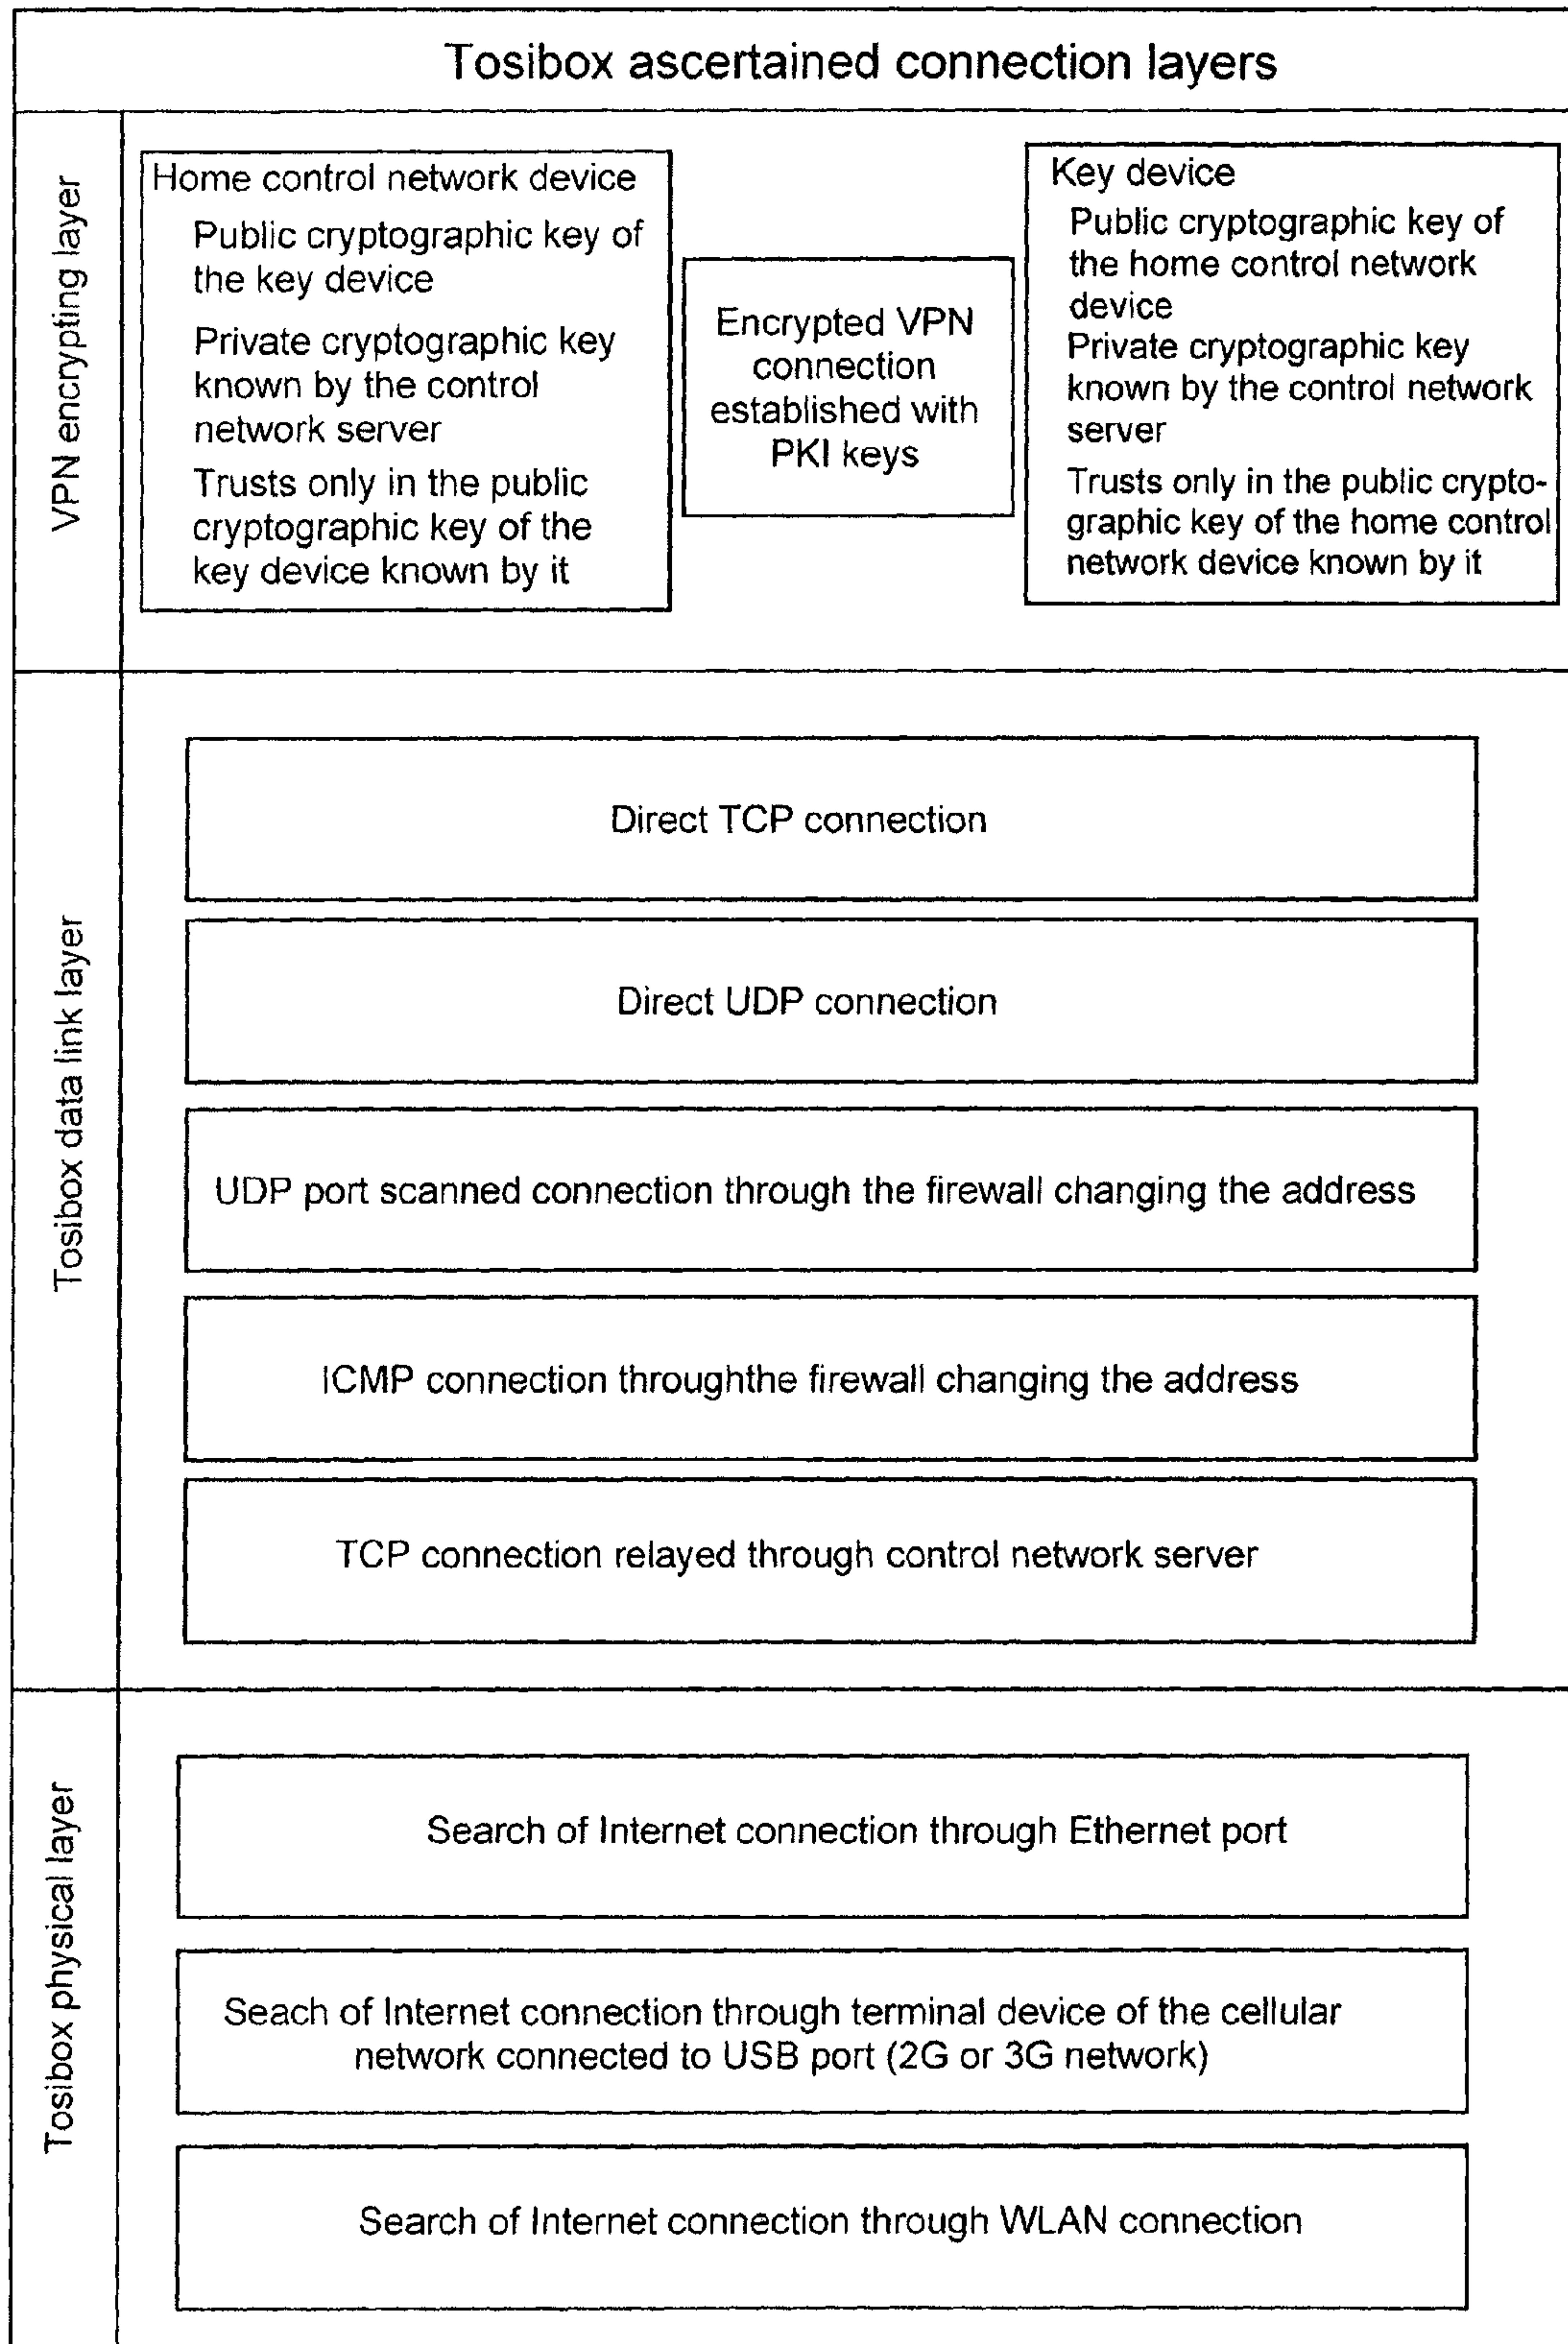 Tosibox ascertained connection layers
VPN encrypting layer
Home control network device
Public cryptographic key of
the key device
Private cryptographic key
known by the control
network server
Trusts only in the public
cryptographic key of the
key device known by it
Encrypted VPN
connection
established with
PKI keys
Key device
Public cryptographic key of
the home control network
device
Private cryptographic key
known by the control network
server
Trusts only in the public crypto-
graphic key of the home control
network device known by it
Tosibox data link layer
Direct TCP connection
Direct UDP connection
UDP port scanned connection through the firewall changing the address
ICMP connection throughthe firewall changing the address
TCP connection relayed through control network server
Tosibox physical layer
Search of Internet connection through Ethernet port
Seach of Internet connection through terminal device of the cellular
network connected to USB port (2G or 3G network)
Search of Internet connection through WLAN connection